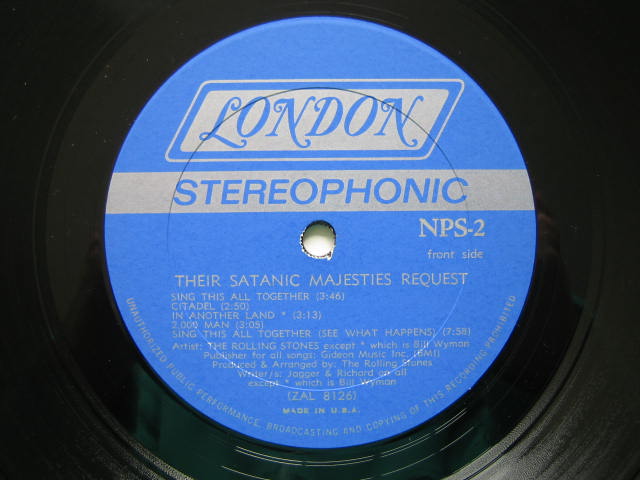 LONDON
STEREOPHONIC
NPS-2
front side
THEIR SATANIC MAJESTIES REQUEST
SING THIS ALL TOGETHER (3:46)
CITADEL (2:50)
IN ANOTHER LAND * (3:13)
2,000 MAN (3:05)
SING THIS ALL TOGETHER (SEE WHAT HAPPENS) (7:58)
Artist: THE ROLLING STONES except * which is Bill Wyman
Publisher for all songs: Gideon Music Inc. (BMI)
Produced & Arranged by: The Rolling Stones
Writer/s: Jagger & Richard on all
except * which is Bill Wyman
(ZAL 8126)
MADE IN U.S.A.
UNAUTHORIZED PUBLIC PERFORMANCE, BROADCASTING AND COPYING OF THIS RECORDING PROHIBITED